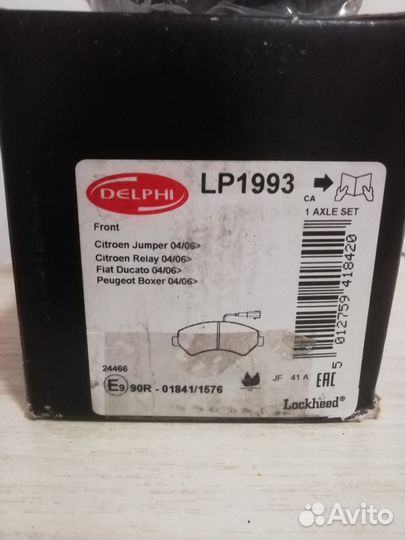 DELPHI
LP1993
CA
1 AXLE SET
Front
Citroen Jumper 04/06>
Citroen Relay 04/06>
Fiat Ducato 04/06>
Peugeot Boxer 04/06>
5 012759 418420
24466
E9 90R - 01841/1576
JF 41 A
EAC
Lockheed®
Avito